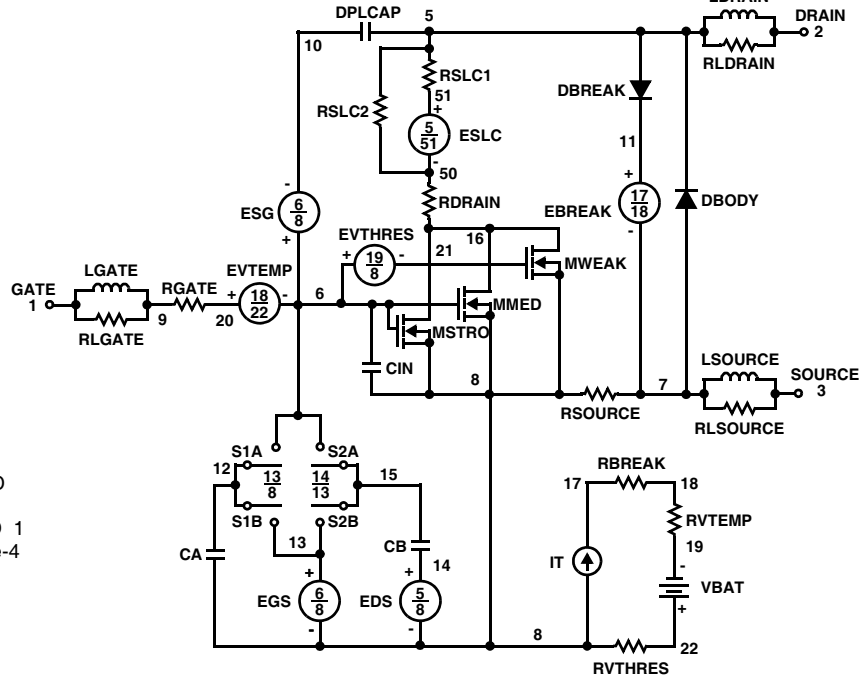 DPLCAP 5 DRAIN
10 2
RLDRAIN
RSLC1
51
RSLC2
+
5
51
ESLC
-
50
DBREAK
11
+
17
18
EBREAK
-
DBODY
-
6
8
ESG
+
RDRAIN
EVTHRES
+ 19
8 -
21 16
MWEAK
LGATE
GATE
1
RLGATE
9
RGATE
20
EVTEMP
+ 18
22 -
6
MMED
MSTRO
CIN
8
RSOURCE
7
LSOURCE
SOURCE
3
RLSOURCE
12
S1A S2A
13
8
14
13
15
S1B S2B
13
CA
CB
14
+
6
8
EGS
-
+
5
8
EDS
-
8
17
RBREAK
18
RVTEMP
19
IT
-
VBAT
+
22
RVTHRES
1
-4